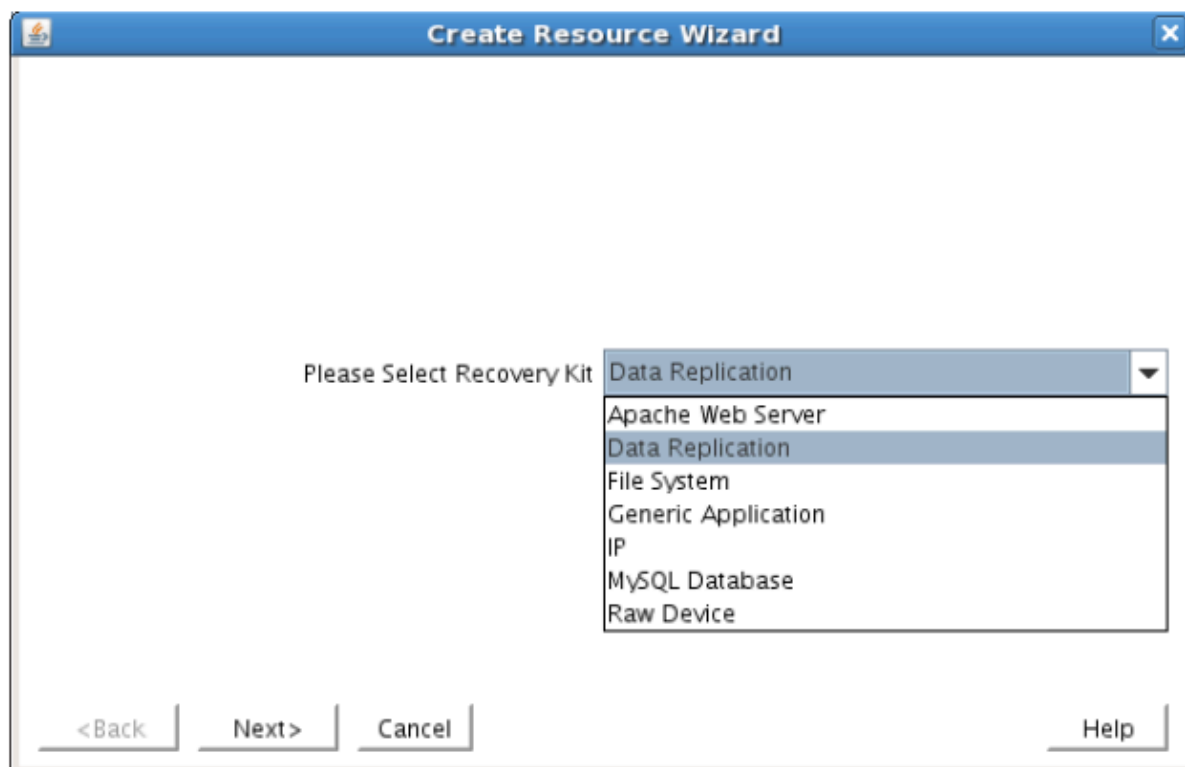 Create Resource Wizard
Please Select Recovery Kit Data Replication
Apache Web Server
Data Replication
File System
Generic Application
IP
MySQL Database
Raw Device
<Back Next> Cancel Help